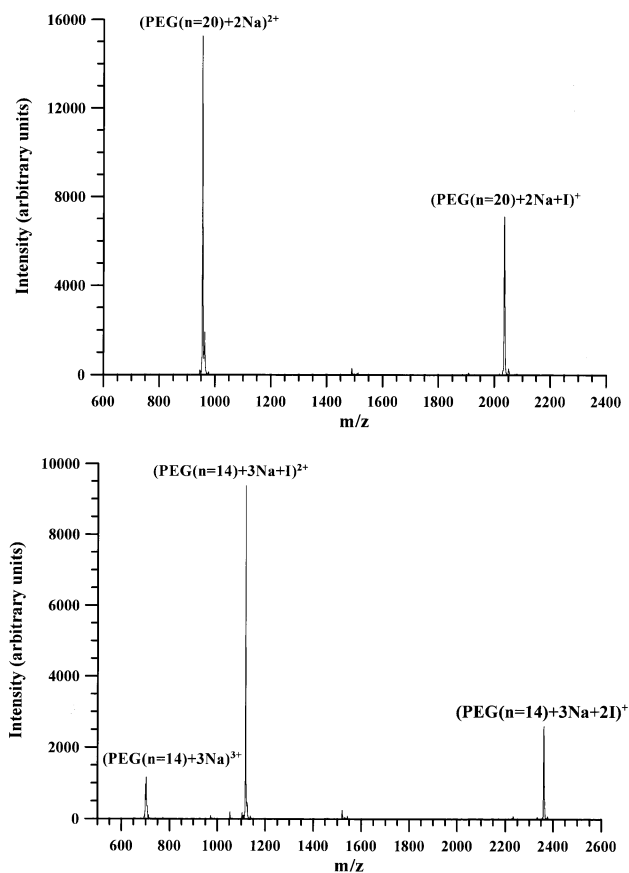 16000
(PEG(n=20)+2Na)²⁺
12000
8000
(PEG(n=20)+2Na+I)⁺
4000
0
Intensity (arbitrary units)
600 800 1000 1200 1400 1600 1800 2000 2200 2400
m/z
10000
(PEG(n=14)+3Na+I)²⁺
8000
6000
4000
(PEG(n=14)+3Na+2I)⁺
2000
(PEG(n=14)+3Na)³⁺
0
Intensity (arbitrary units)
600 800 1000 1200 1400 1600 1800 2000 2200 2400 2600
m/z